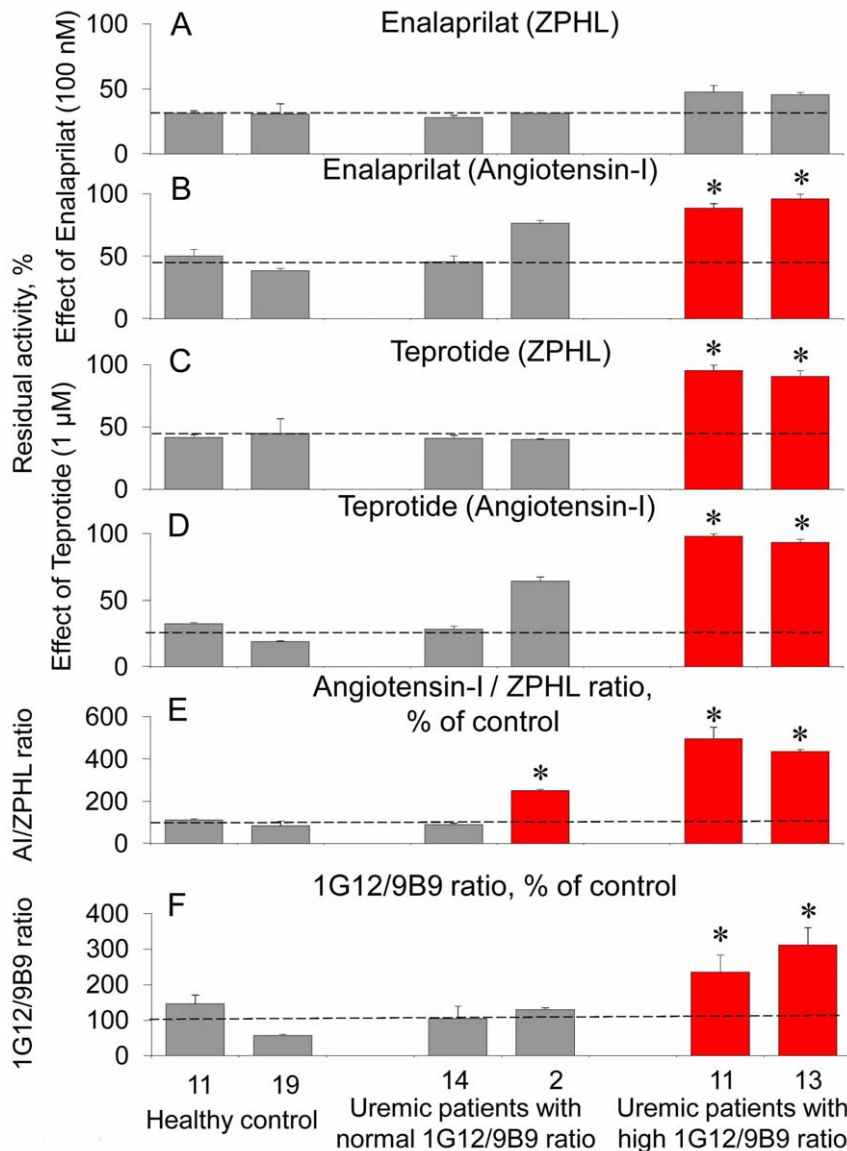 Residual activity, %
Effect of Enalaprilat (100 nM)
Effect of Teprotide (1 µM)
A
Enalaprilat (ZPHL)
100
50
0
B
Enalaprilat (Angiotensin-I)
100
50
0
* *
C
Teprotide (ZPHL)
100
50
0
* *
D
Teprotide (Angiotensin-I)
100
50
0
* *
AI/ZPHL ratio
E
Angiotensin-I / ZPHL ratio,
% of control
600
400
200
0
* * *
1G12/9B9 ratio
F
1G12/9B9 ratio, % of control
400
300
200
100
0
* *
11 19 14 2 11 13
Healthy control
Uremic patients with
normal 1G12/9B9 ratio
Uremic patients with
high 1G12/9B9 ratio